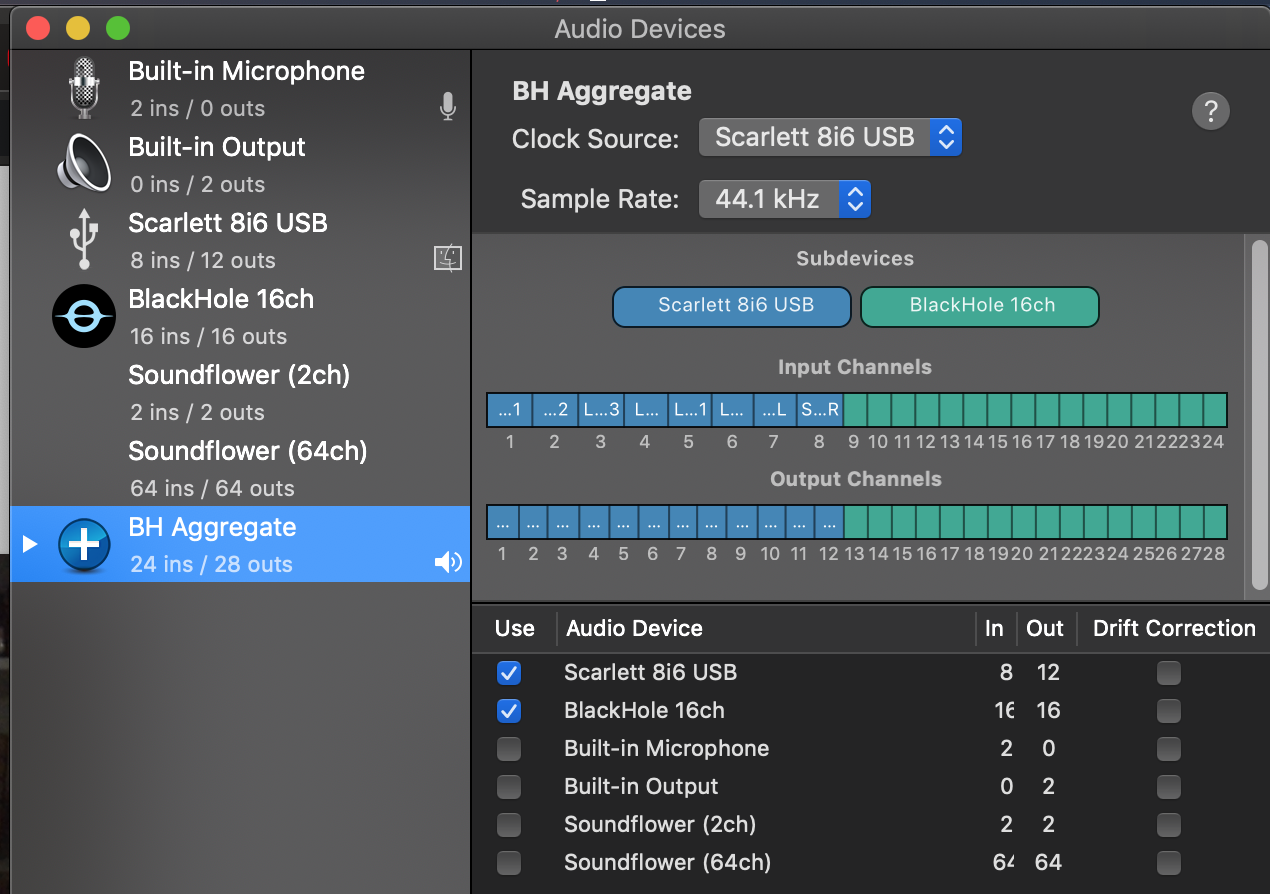 Audio Devices
Built-in Microphone
2 ins / 0 outs
Built-in Output
0 ins / 2 outs
Scarlett 8i6 USB
8 ins / 12 outs
BlackHole 16ch
16 ins / 16 outs
Soundflower (2ch)
2 ins / 2 outs
Soundflower (64ch)
64 ins / 64 outs
BH Aggregate
24 ins / 28 outs
BH Aggregate
?
Clock Source: Scarlett 8i6 USB
Sample Rate: 44.1 kHz
Subdevices
Scarlett 8i6 USB BlackHole 16ch
Input Channels
...1 ...2 L...3 L... L...1 L... ...L S...R
1 2 3 4 5 6 7 8 9 10 11 12 13 14 15 16 17 18 19 20 21 22 23 24
Output Channels
... ... ... ... ... ... ... ... ... ... ... ...
1 2 3 4 5 6 7 8 9 10 11 12 13 14 15 16 17 18 19 20 21 22 23 24 25 26 27 28
Use Audio Device In Out Drift Correction
Scarlett 8i6 USB 8 12
BlackHole 16ch 16 16
Built-in Microphone 2 0
Built-in Output 0 2
Soundflower (2ch) 2 2
Soundflower (64ch) 64 64